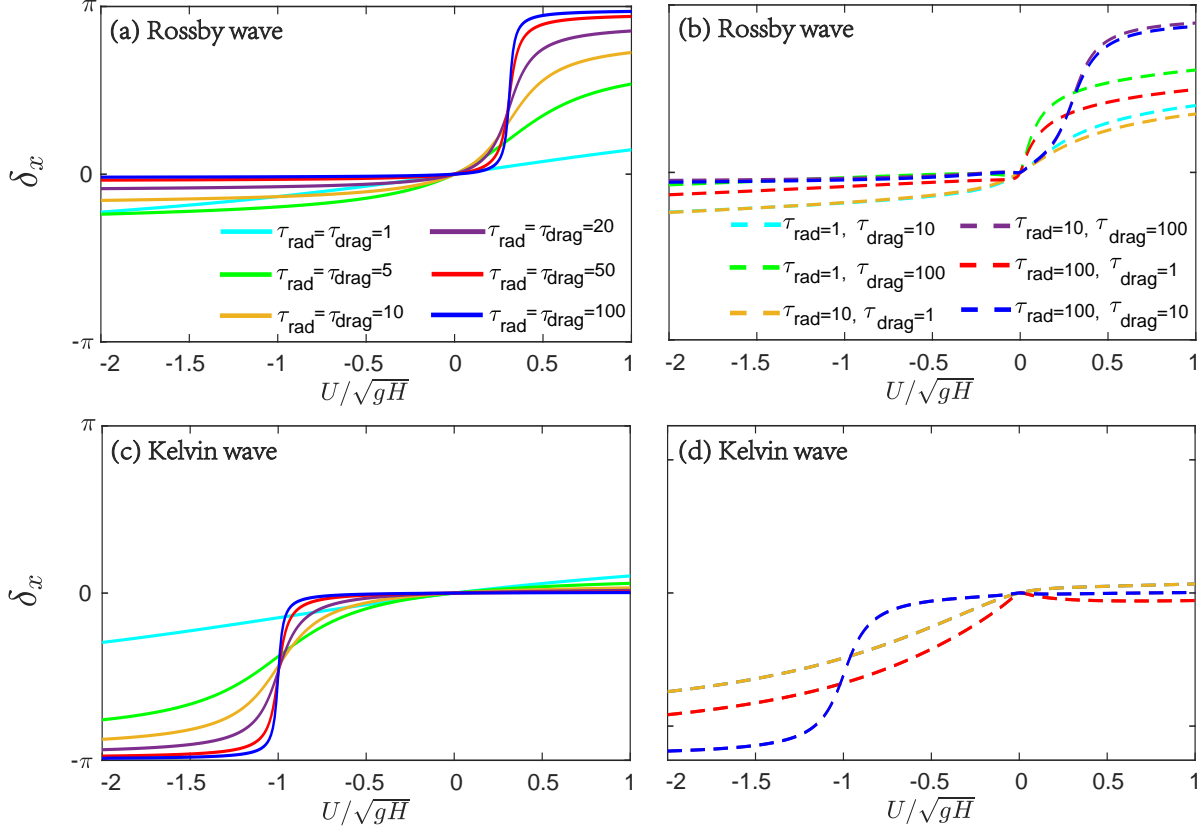 π
(a) Rossby wave
δx
0
τrad= τdrag=1
τrad= τdrag=20
τrad= τdrag=5
τrad= τdrag=50
τrad= τdrag=10
τrad= τdrag=100
-π
-2 -1.5 -1 -0.5 0 0.5 1
U/√gH
(b) Rossby wave
τrad=1, τdrag=10
τrad=10, τdrag=100
τrad=1, τdrag=100
τrad=100, τdrag=1
τrad=10, τdrag=1
τrad=100, τdrag=10
-2 -1.5 -1 -0.5 0 0.5 1
U/√gH
π
(c) Kelvin wave
δx
0
-π
-2 -1.5 -1 -0.5 0 0.5 1
U/√gH
(d) Kelvin wave
-2 -1.5 -1 -0.5 0 0.5 1
U/√gH